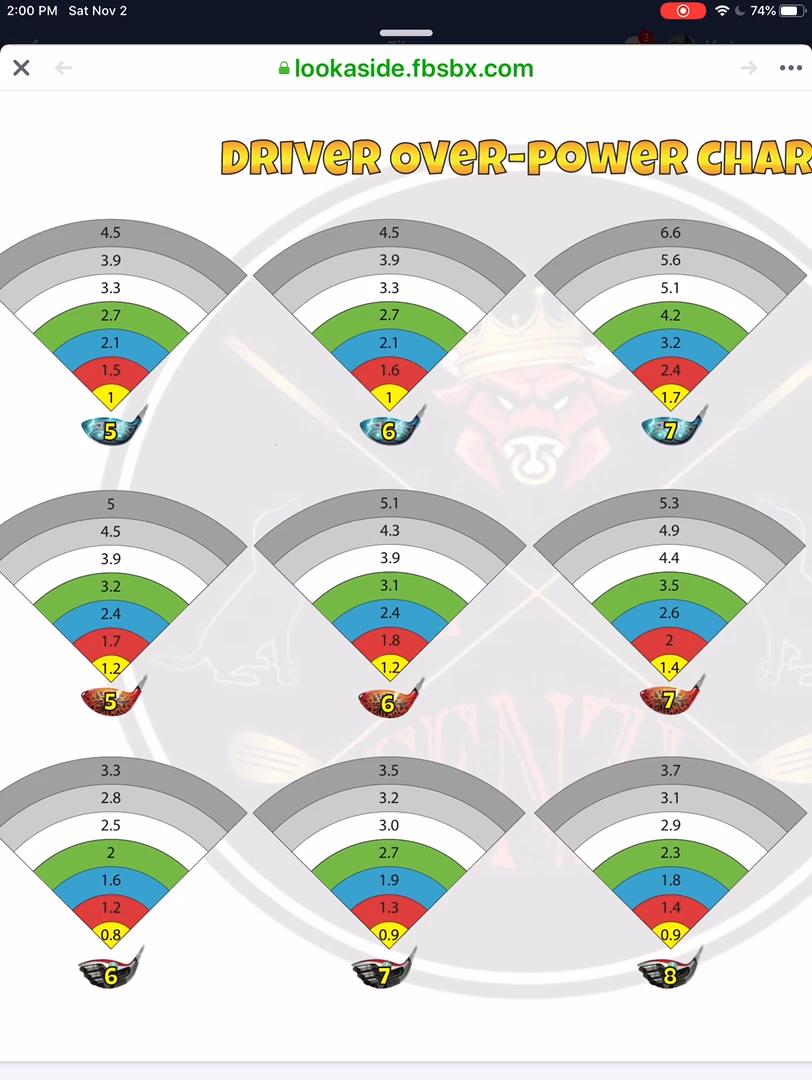 2:00 PM Sat Nov 2 74%
3
lookaside.fbsbx.com
DRIVER OVER-POWER CHAR
4.5 4.5 6.6
3.9 3.9 5.6
3.3 3.3 5.1
2.7 2.7 4.2
2.1 2.1 3.2
1.5 1.6 2.4
1 1 1.7
5 6 7
5 5.1 5.3
4.5 4.3 4.9
3.9 3.9 4.4
3.2 3.1 3.5
2.4 2.4 2.6
1.7 1.8 2
1.2 1.2 1.4
5 6 7
3.3 3.5 3.7
2.8 3.2 3.1
2.5 3.0 2.9
2 2.7 2.3
1.6 1.9 1.8
1.2 1.3 1.4
0.8 0.9 0.9
6 7 8